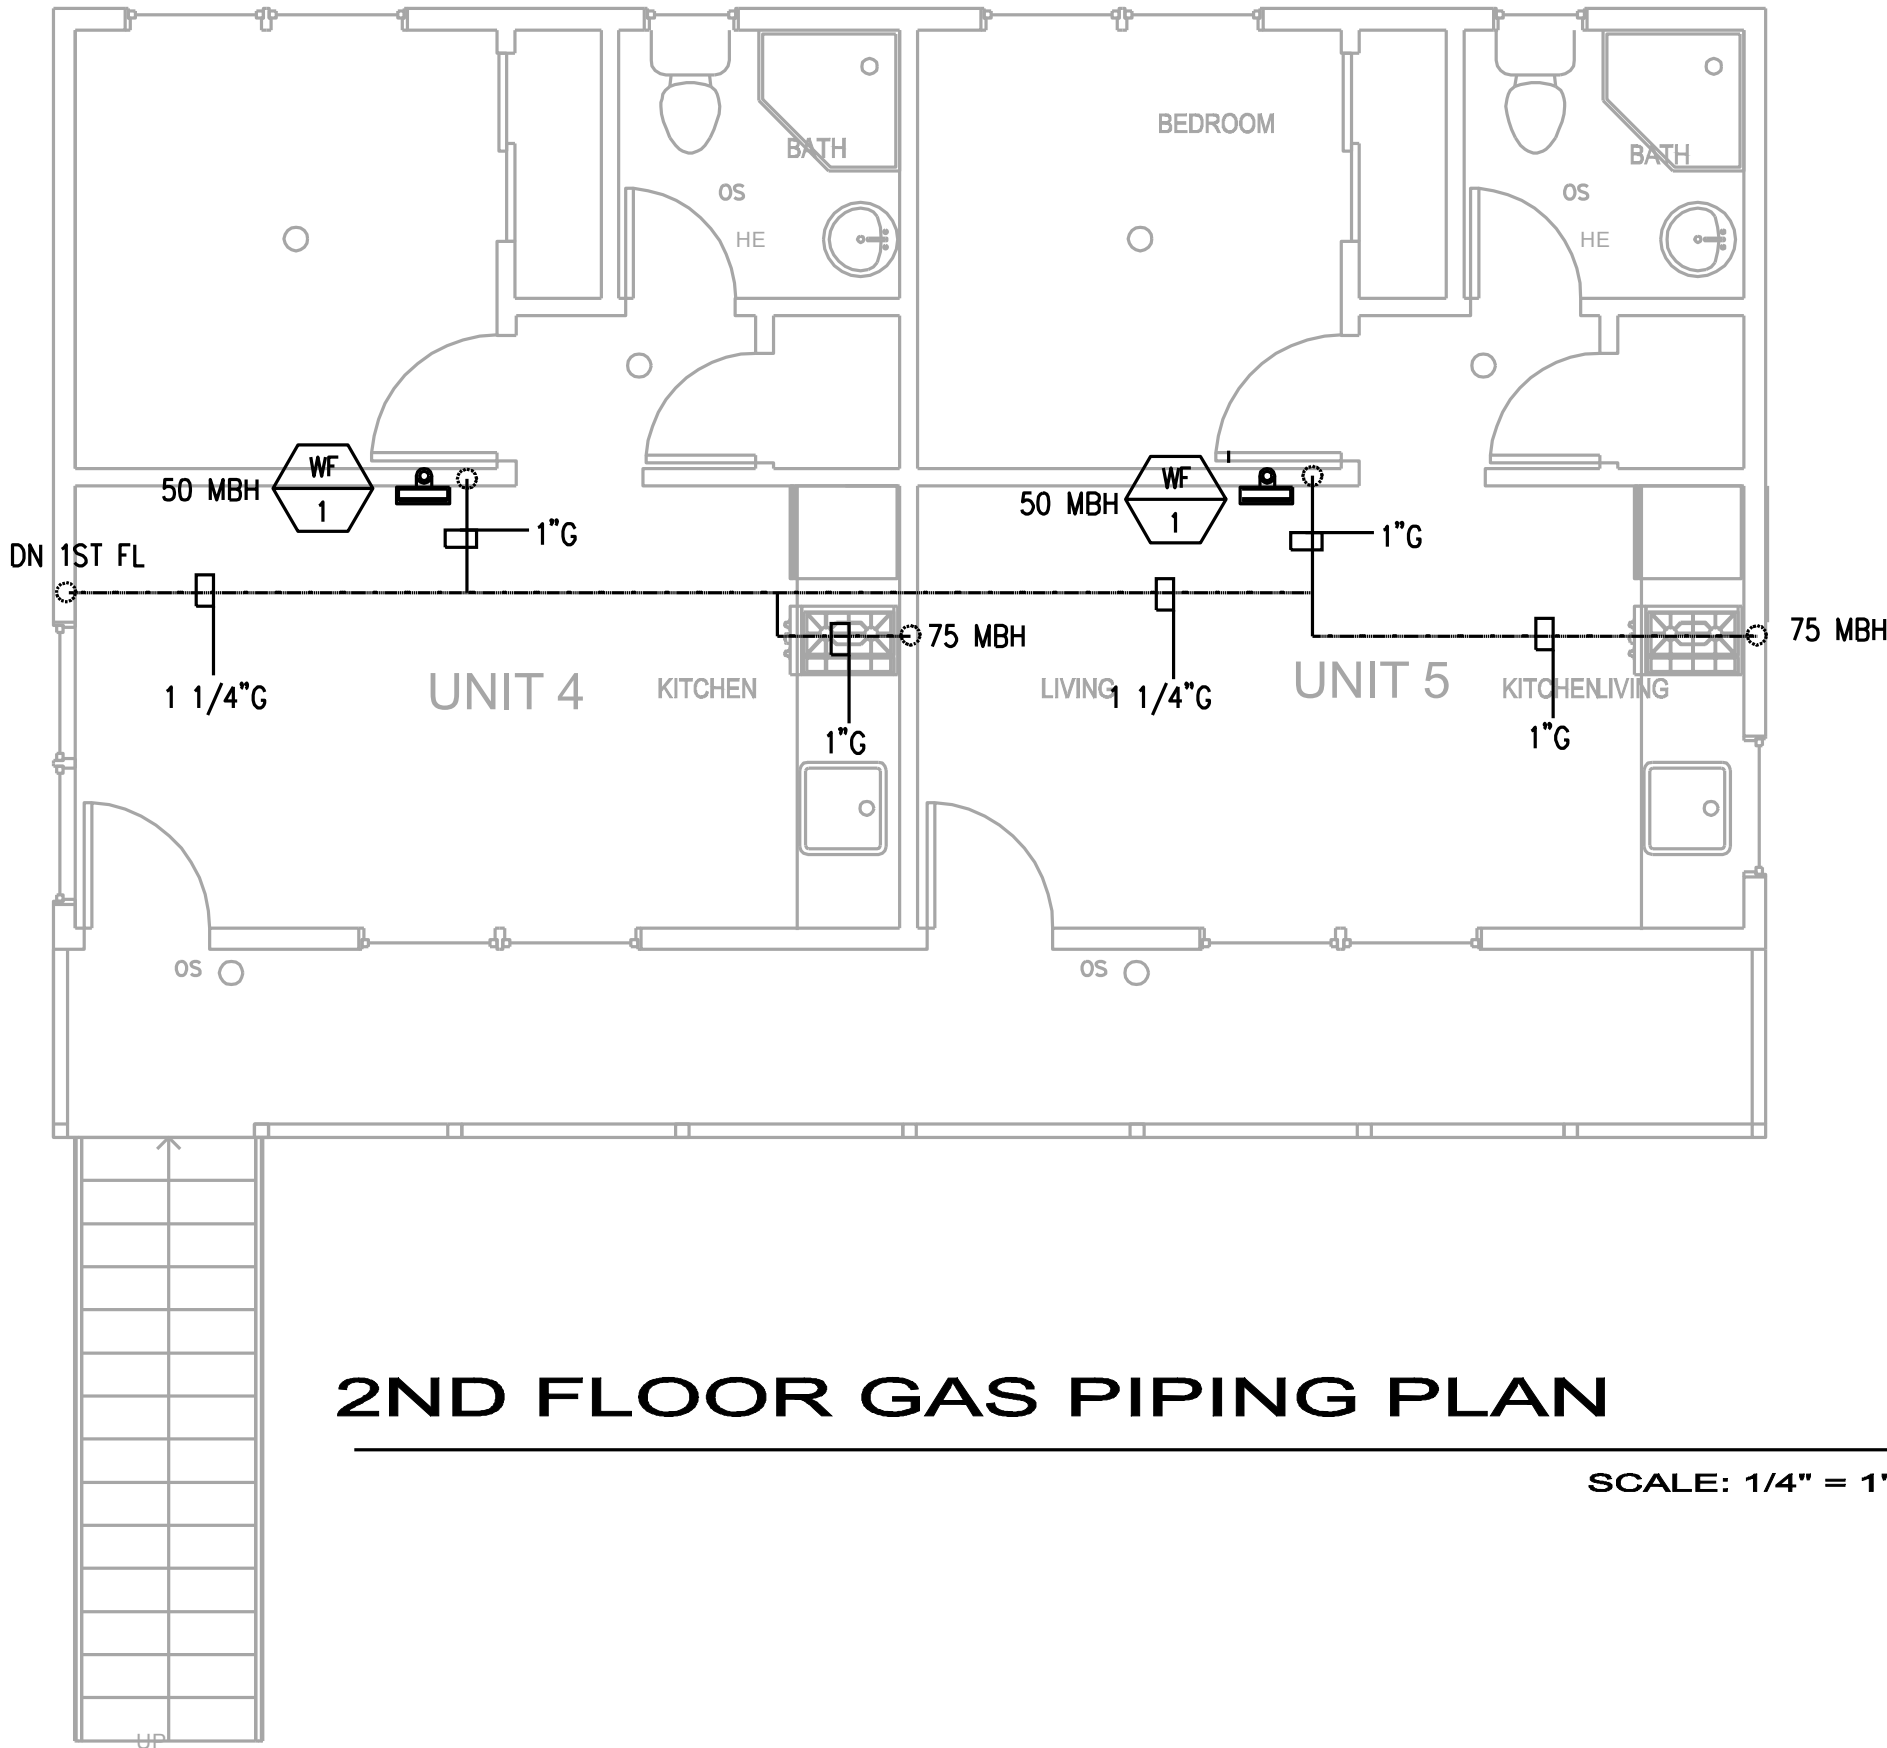 BEDROOM
BATH
BATH
OS
OS
HE
HE
50 MBH
WF
1
50 MBH
WF
1
1"G
1"G
DN 1ST FL
75 MBH
75 MBH
1 1/4"G
UNIT 4
KITCHEN
LIVING
1 1/4"G
UNIT 5
KITCHEN
LIVING
1"G
1"G
OS
OS
2ND FLOOR GAS PIPING PLAN
SCALE: 1/4" = 1'
UP